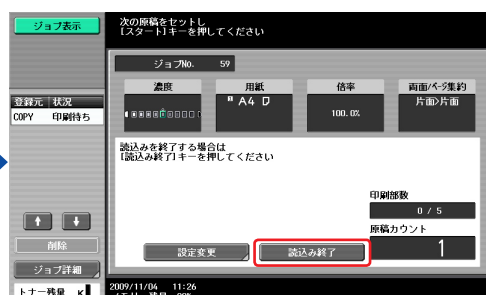 ジョブ表示
次の原稿をセットし
[スタート]キーを押してください
ジョブNo. 59
濃度 用紙 倍率 両面/ページ集約
A4 100.0% 片面>片面
登録元 状況
COPY 印刷待ち
読込みを終了する場合は
[読込み終了]キーを押してください
印刷部数
0 / 5
原稿カウント
1
削除
設定変更 読込み終了
ジョブ詳細
トナー残量 K
2009/11/04 11:26